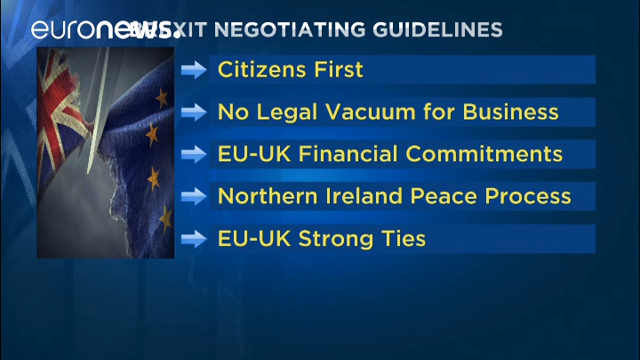 euronews.
BREXIT NEGOTIATING GUIDELINES
Citizens First
No Legal Vacuum for Business
EU-UK Financial Commitments
Northern Ireland Peace Process
EU-UK Strong Ties